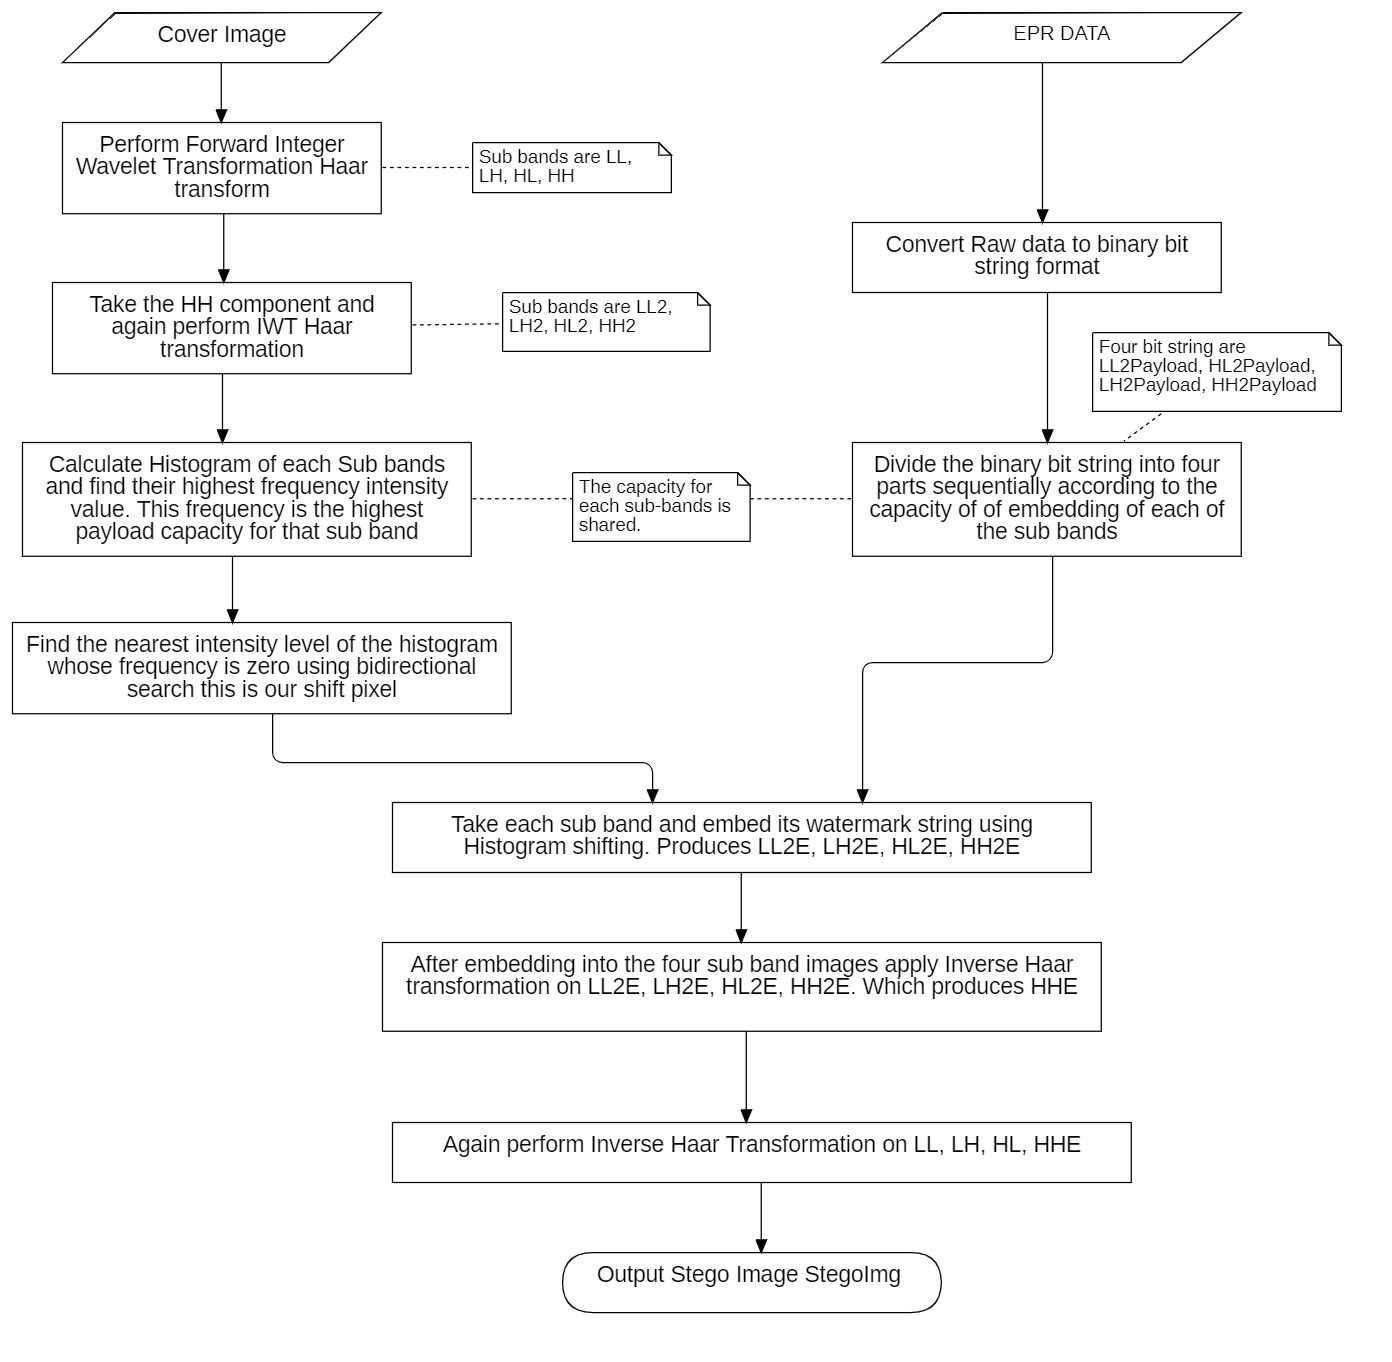 Cover Image
EPR DATA
Perform Forward Integer
Wavelet Transformation Haar
transform
Sub bands are LL,
LH, HL, HH
Convert Raw data to binary bit
string format
Take the HH component and
again perform IWT Haar
transformation
Sub bands are LL2,
LH2, HL2, HH2
Four bit string are
LL2Payload, HL2Payload,
LH2Payload, HH2Payload
Calculate Histogram of each Sub bands
and find their highest frequency intensity
value. This frequency is the highest
payload capacity for that sub band
The capacity for
each sub-bands is
shared.
Divide the binary bit string into four
parts sequentially according to the
capacity of of embedding of each of
the sub bands
Find the nearest intensity level of the histogram
whose frequency is zero using bidirectional
search this is our shift pixel
Take each sub band and embed its watermark string using
Histogram shifting. Produces LL2E, LH2E, HL2E, HH2E
After embedding into the four sub band images apply Inverse Haar
transformation on LL2E, LH2E, HL2E, HH2E. Which produces HHE
Again perform Inverse Haar Transformation on LL, LH, HL, HHE
Output Stego Image StegoImg